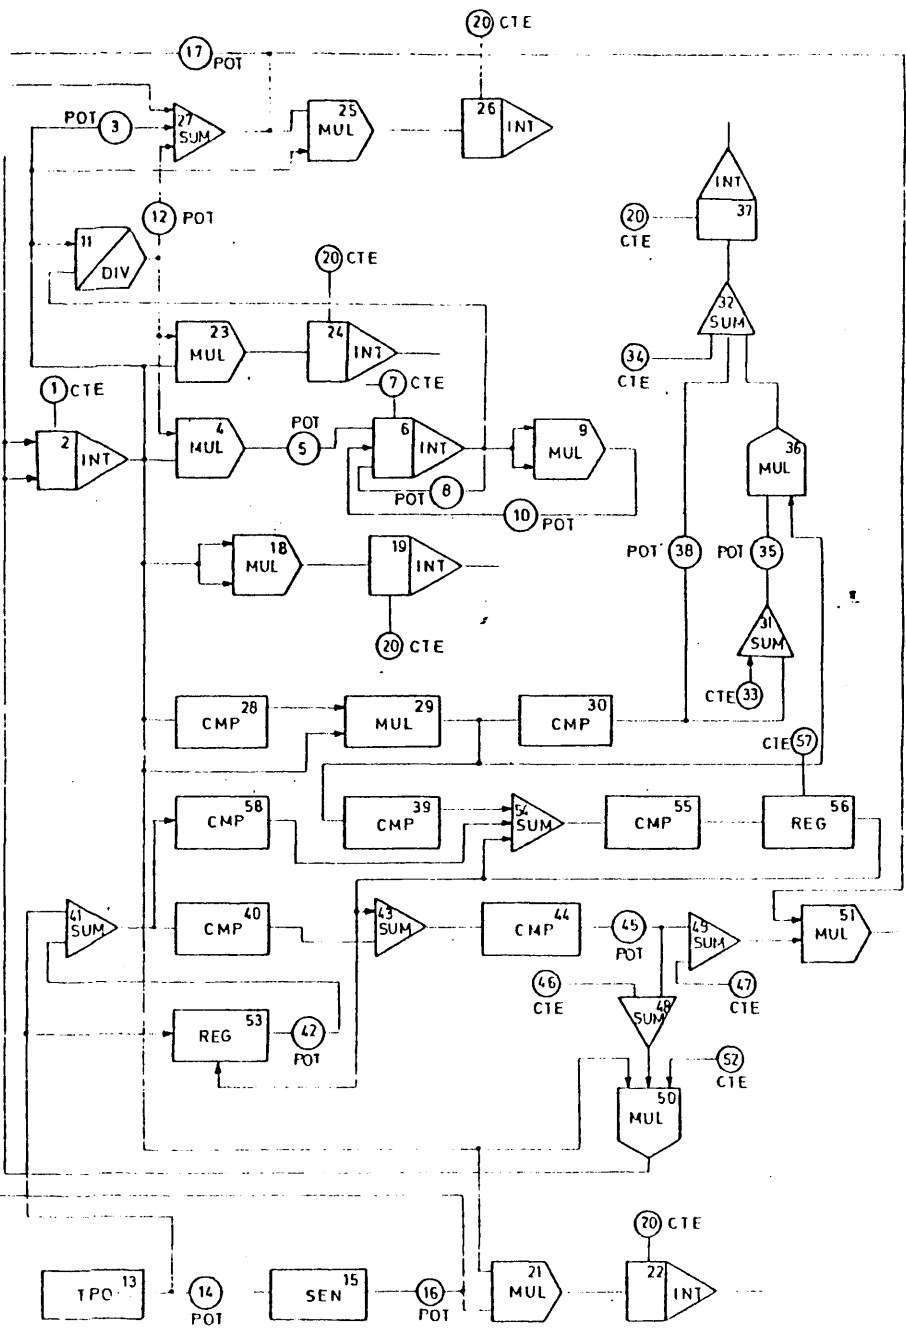 20 CTE
17 POT
POT 3
27 SUM
25 MUL
26 INT
12 POT
INT 37
20 CTE
11 DIV
20 CTE
32 SUM
23 MUL
24 INT
34 CTE
1 CTE
7 CTE
2 INT
4 MUL
POT 5
6 INT
9 MUL
36 MUL
POT 8
10 POT
18 MUL
19 INT
POT 38
POT 35
20 CTE
31 SUM
CTE 33
28 CMP
29 MUL
30 CMP
CTE 57
58 CMP
39 CMP
54 SUM
55 CMP
56 REG
41 SUM
40 CMP
43 SUM
44 CMP
45 POT
49 SUM
51 MUL
46 CTE
47 CTE
48 SUM
53 REG
42 POT
52 CTE
50 MUL
20 CTE
13 TPO
14 POT
15 SEN
16 POT
21 MUL
22 INT